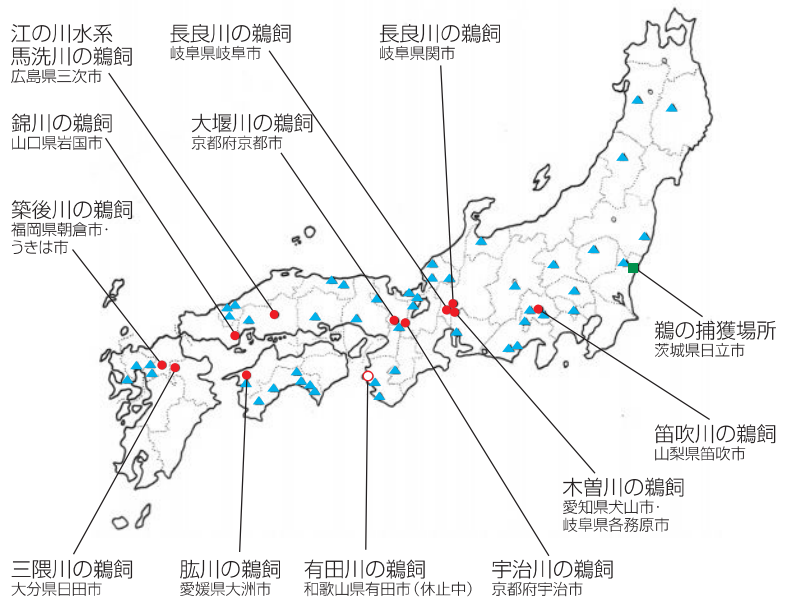 江の川水系
馬洗川の鵜飼
広島県三次市
長良川の鵜飼
岐阜県岐阜市
長良川の鵜飼
岐阜県関市
錦川の鵜飼
山口県岩国市
大堰川の鵜飼
京都府京都市
築後川の鵜飼
福岡県朝倉市・
うきは市
鵜の捕獲場所
茨城県日立市
笛吹川の鵜飼
山梨県笛吹市
木曽川の鵜飼
愛知県犬山市・
岐阜県各務原市
三隈川の鵜飼
大分県日田市
肱川の鵜飼
愛媛県大洲市
有田川の鵜飼
和歌山県有田市（休止中）
宇治川の鵜飼
京都府宇治市